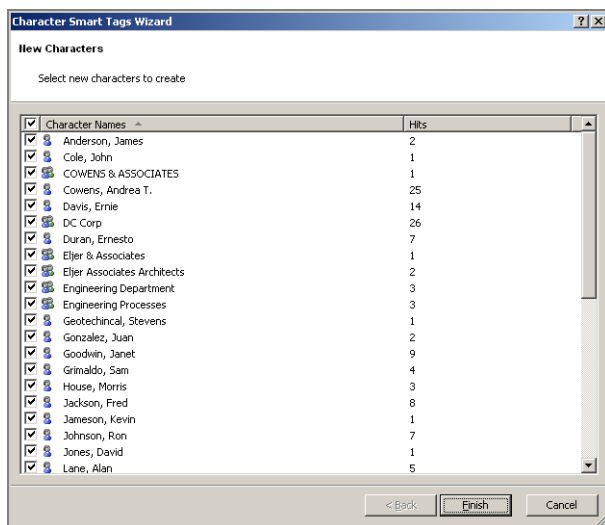 Character Smart Tags Wizard
New Characters
Select new characters to create
Character Names Hits
Anderson, James 2
Cole, John 1
COWENS & ASSOCIATES 1
Cowens, Andrea T. 25
Davis, Ernie 14
DC Corp 26
Duran, Ernesto 7
Eljer & Associates 1
Eljer Associates Architects 2
Engineering Department 3
Engineering Processes 3
Geotechincal, Stevens 1
Gonzalez, Juan 2
Goodwin, Janet 9
Grimaldo, Sam 4
House, Morris 3
Jackson, Fred 8
Jameson, Kevin 1
Johnson, Ron 7
Jones, David 1
Lane, Alan 5
< Back Finish Cancel